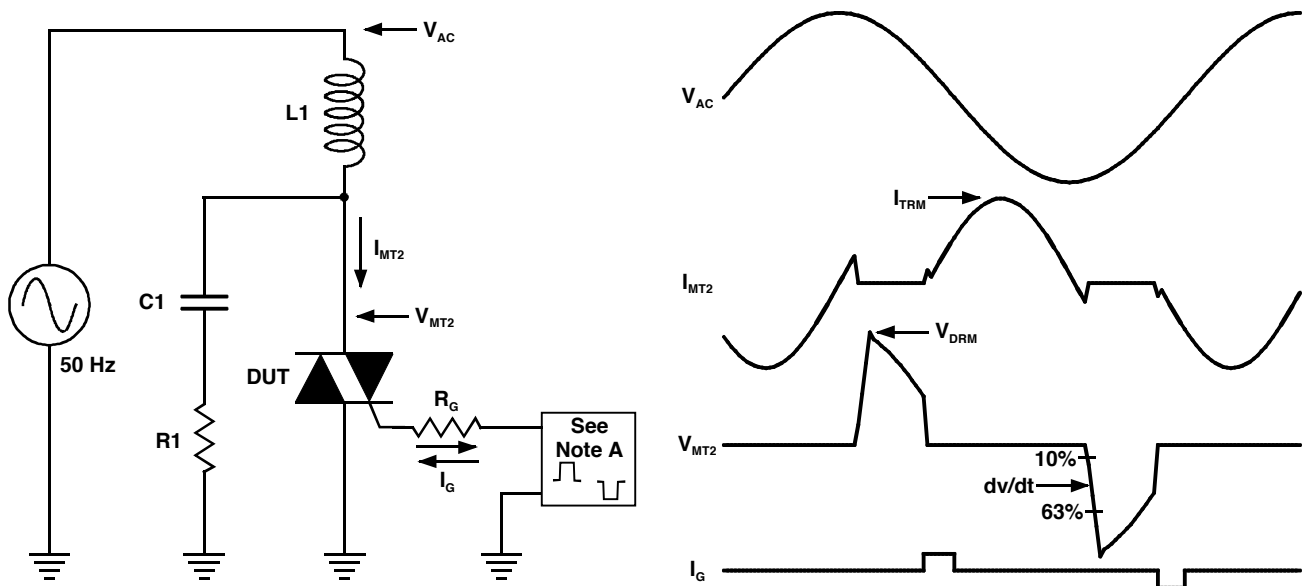 V_AC
L1
I_MT2
C1
V_MT2
50 Hz
DUT
R_G
R1
I_G
See
Note A
V_AC
I_TRM
I_MT2
V_DRM
V_MT2
10%
dv/dt
63%
I_G